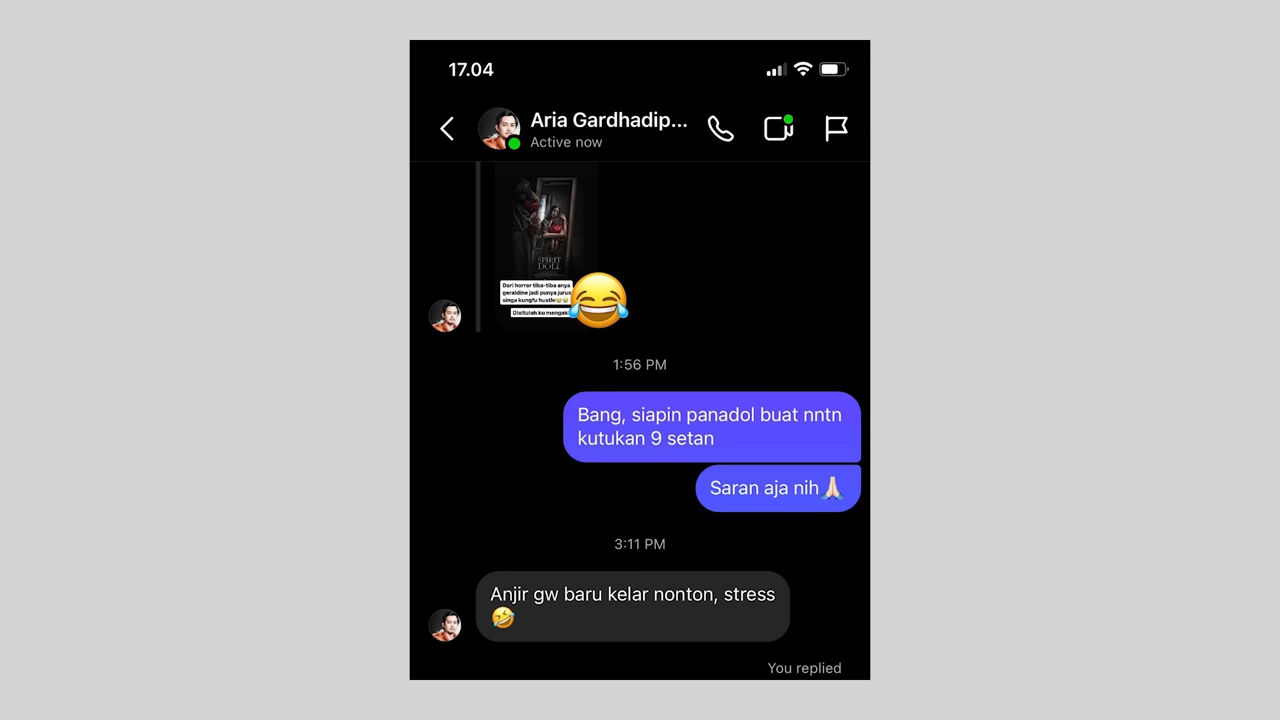 17.04
Aria Gardhadip...
Active now
SPIRIT
DOLL
Dari horror tiba-tiba anya
geraldine jadi punya jurus
singa kungfu hustle😂😂
Disitulah ku mengak
1:56 PM
Bang, siapin panadol buat nntn
kutukan 9 setan
Saran aja nih🙏🏻
3:11 PM
Anjir gw baru kelar nonton, stress
🤣
You replied